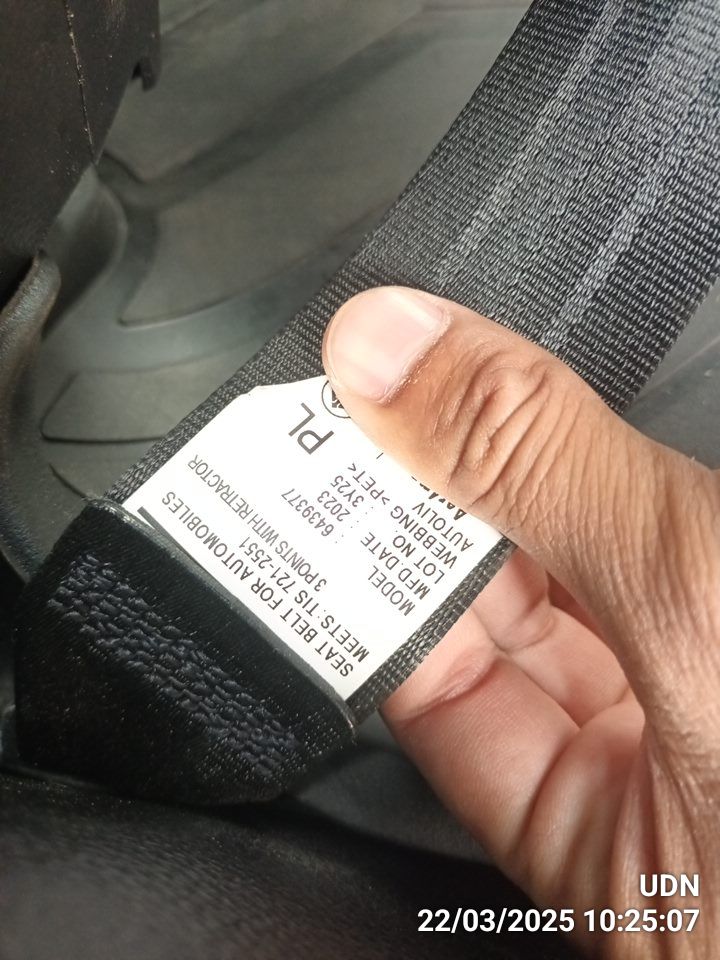 SEAT BELT FOR AUTOMOBILES
MEETS : TIS 721-2551
3 POINTS WITH RETRACTOR
MODEL : 6439377
MFD DATE : 2023
LOT NO : 3Y25
WEBBING >PET<
AUTOLIV
PL
UDN
22/03/2025 10:25:07